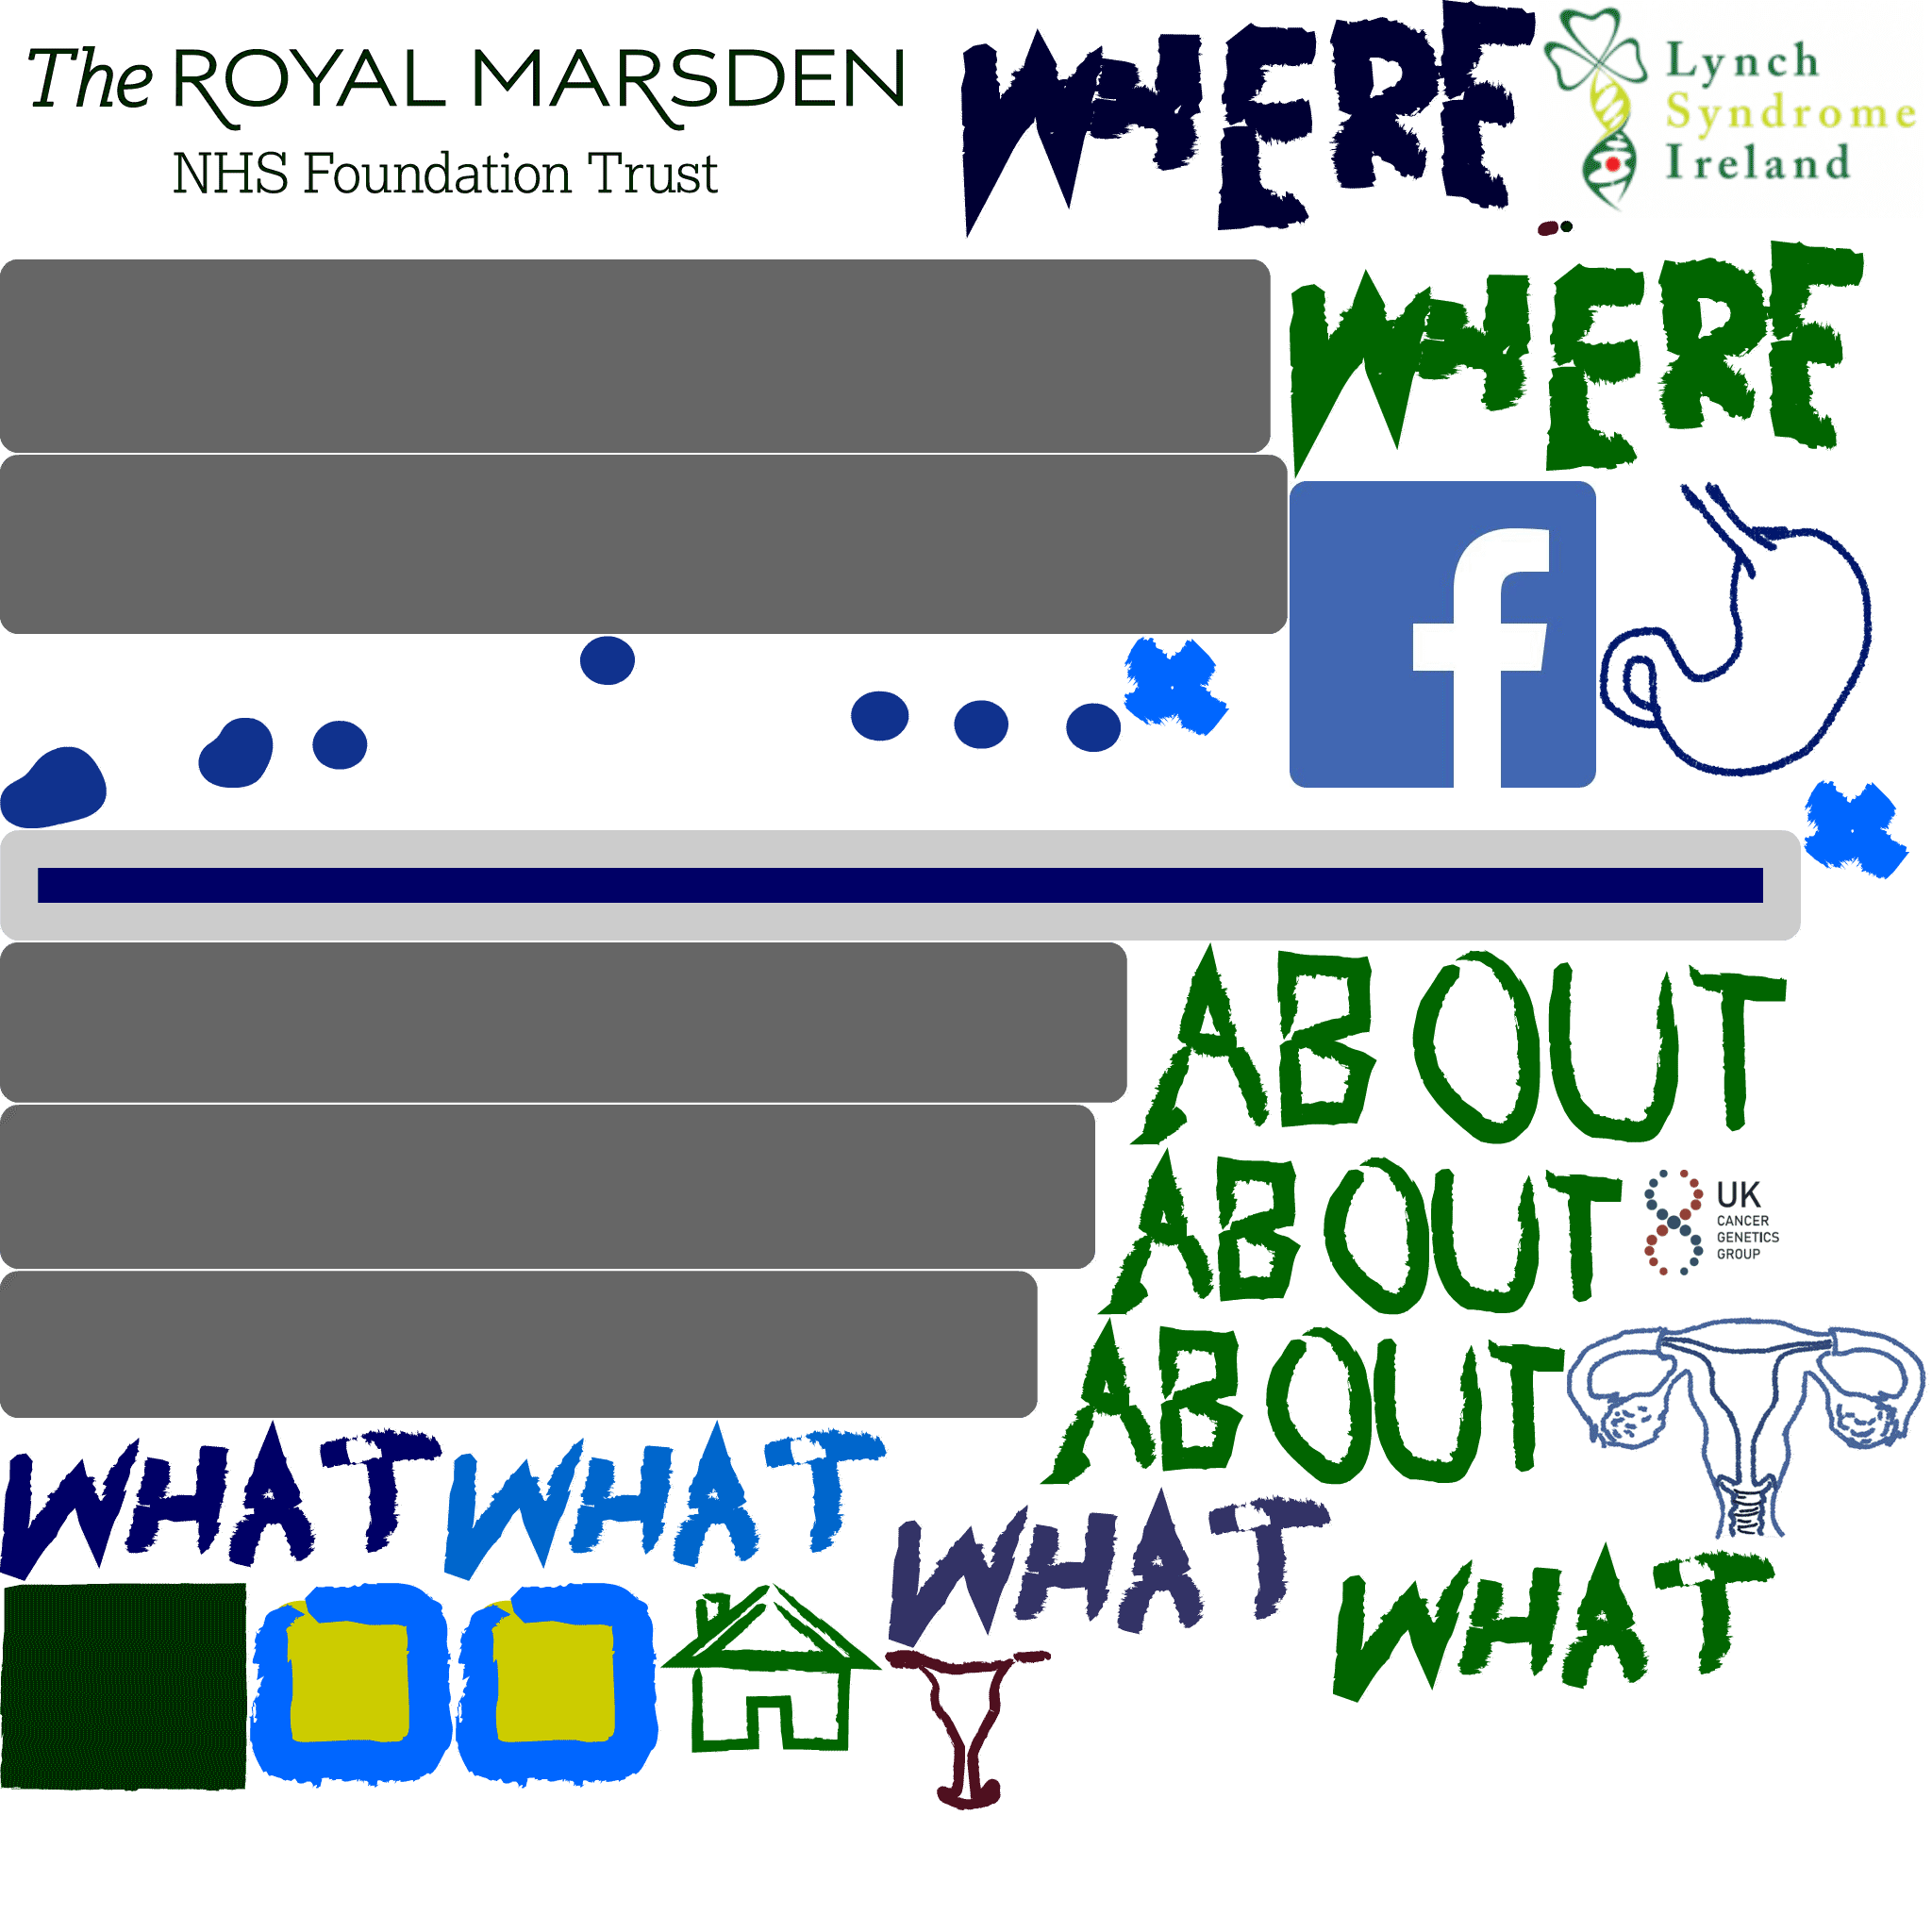 The ROYAL MARSDEN
NHS Foundation Trust
WHERE
Lynch
Syndrome
Ireland
WHERE
f
ABOUT
ABOUT
UK
CANCER
GENETICS
GROUP
ABOUT
WHAT
WHAT
WHAT
WHAT